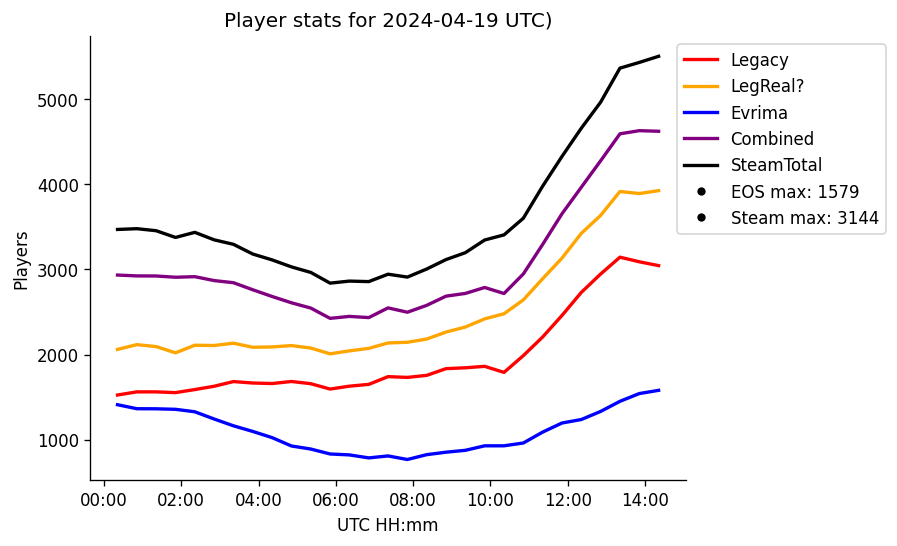 Player stats for 2024-04-19 UTC)
Legacy
LegReal?
Evrima
Combined
SteamTotal
EOS max: 1579
Steam max: 3144
Players
5000
4000
3000
2000
1000
00:00 02:00 04:00 06:00 08:00 10:00 12:00 14:00
UTC HH:mm